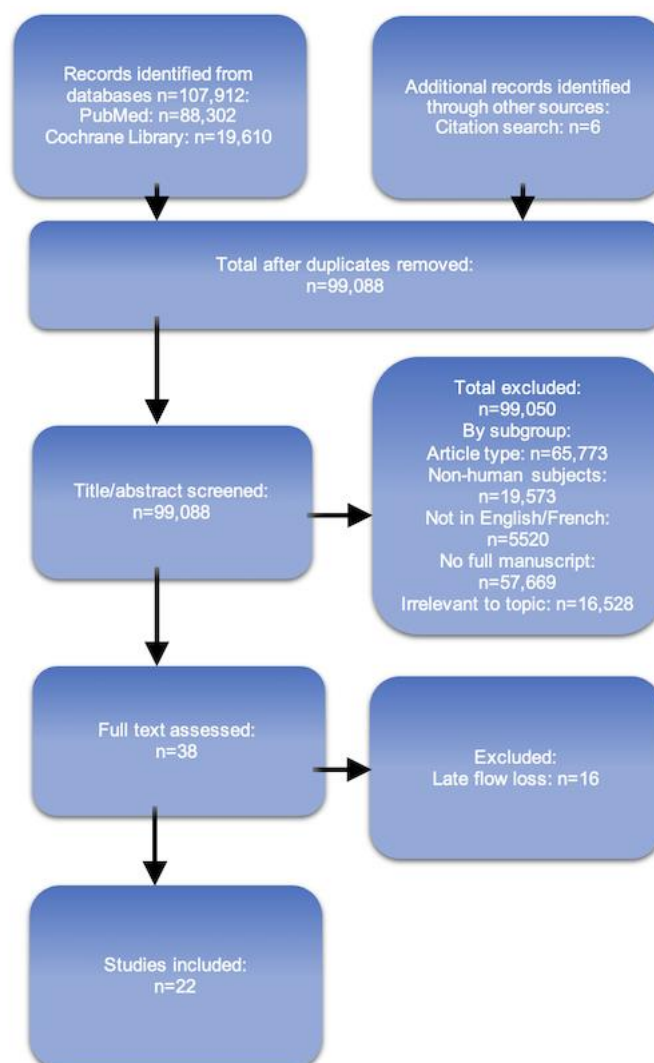 Records identified from
databases n=107,912:
PubMed: n=88,302
Cochrane Library: n=19,610
Additional records identified
through other sources:
Citation search: n=6
Total after duplicates removed:
n=99,088
Title/abstract screened:
n=99,088
Total excluded:
n=99,050
By subgroup:
Article type: n=65,773
Non-human subjects:
n=19,573
Not in English/French:
n=5520
No full manuscript:
n=57,669
Irrelevant to topic: n=16,528
Full text assessed:
n=38
Excluded:
Late flow loss: n=16
Studies included:
n=22